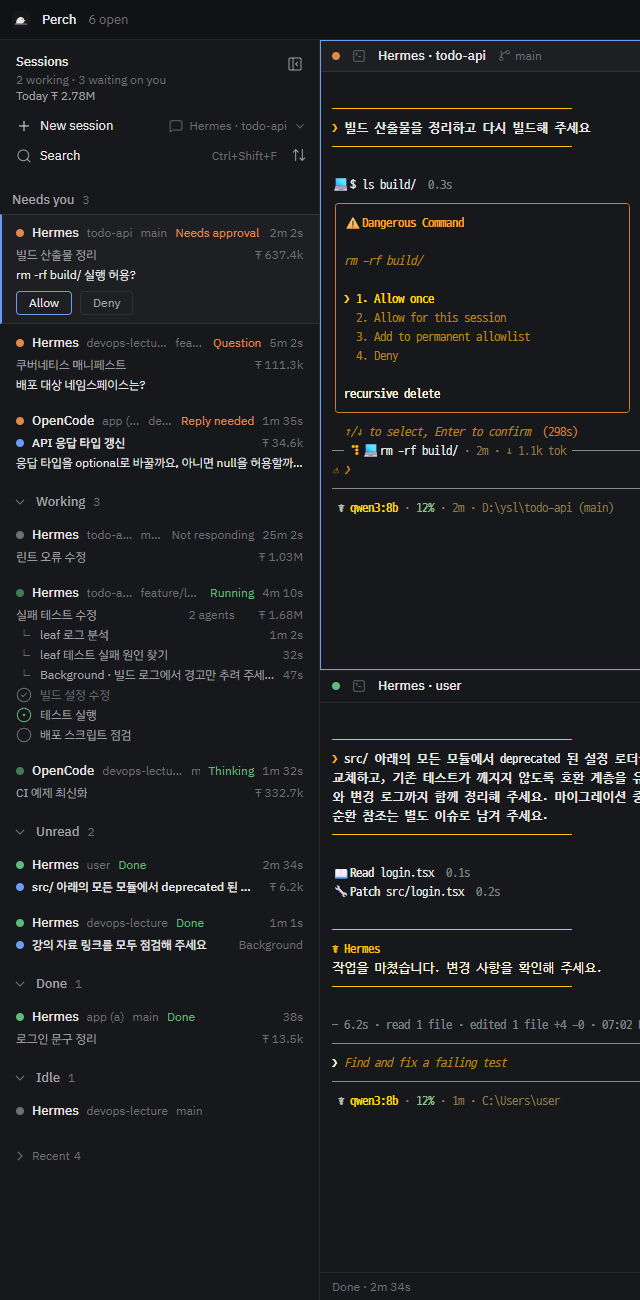 Perch 6 open
Sessions
2 working · 3 waiting on you
Today Ŧ 2.78M
New session Hermes · todo-api
Search Ctrl+Shift+F
Needs you 3
Hermes todo-api main Needs approval 2m 2s
빌드 산출물 정리 Ŧ 637.4k
rm -rf build/ 실행 허용?
Allow Deny
Hermes devops-lectu... fea... Question 5m 2s
쿠버네티스 매니페스트 Ŧ 111.3k
배포 대상 네임스페이스는?
OpenCode app (... de... Reply needed 1m 35s
API 응답 타입 갱신 Ŧ 34.6k
응답 타입을 optional로 바꿀까요, 아니면 null을 허용할까...
Working 3
Hermes todo-a... m... Not responding 25m 2s
린트 오류 수정 Ŧ 1.03M
Hermes todo-a... feature/l... Running 4m 10s
실패 테스트 수정 2 agents Ŧ 1.68M
└ leaf 로그 분석 1m 2s
└ leaf 테스트 실패 원인 찾기 32s
└ Background · 빌드 로그에서 경고만 추려 주세... 47s
빌드 설정 수정
테스트 실행
배포 스크립트 점검
OpenCode devops-lectu... m Thinking 1m 32s
CI 예제 최신화 Ŧ 332.7k
Unread 2
Hermes user Done 2m 34s
src/ 아래의 모든 모듈에서 deprecated 된 ... Ŧ 6.2k
Hermes devops-lecture Done 1m 1s
강의 자료 링크를 모두 점검해 주세요 Background
Done 1
Hermes app (a) main Done 38s
로그인 문구 정리 Ŧ 13.5k
Idle 1
Hermes devops-lecture main
Recent 4
Hermes · todo-api main
❯ 빌드 산출물을 정리하고 다시 빌드해 주세요
$ ls build/ 0.3s
Dangerous Command
rm -rf build/
❯ 1. Allow once
2. Allow for this session
3. Add to permanent allowlist
4. Deny
recursive delete
↑/↓ to select, Enter to confirm (298s)
rm -rf build/ · 2m · ↓ 1.1k tok
⚠ ❯
qwen3:8b · 12% · 2m · D:\ysl\todo-api (main)
Hermes · user
❯ src/ 아래의 모든 모듈에서 deprecated 된 설정 로더
교체하고, 기존 테스트가 깨지지 않도록 호환 계층을 유
와 변경 로그까지 함께 정리해 주세요. 마이그레이션 중
순환 참조는 별도 이슈로 남겨 주세요.
Read login.tsx 0.1s
Patch src/login.tsx 0.2s
Hermes
작업을 마쳤습니다. 변경 사항을 확인해 주세요.
— 6.2s · read 1 file · edited 1 file +4 -0 · 07:02
❯ Find and fix a failing test
qwen3:8b · 12% · 1m · C:\Users\user
Done · 2m 34s